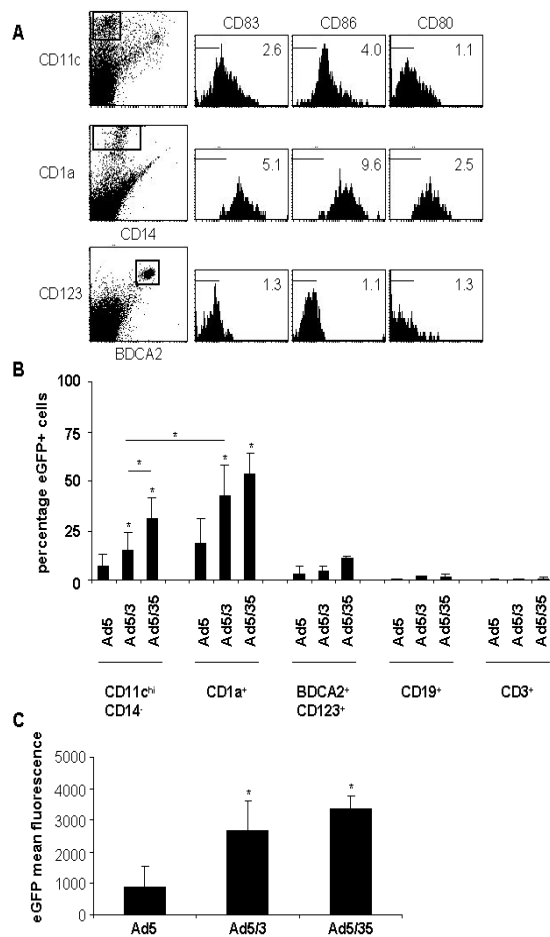 A
CD83 CD86 CD80
CD11c
2.6 4.0 1.1
CD1a
5.1 9.6 2.5
CD14
CD123
1.3 1.1 1.3
BDCA2
B
percentage eGFP+ cells
100
75
50
25
0
* * * * * *
Ad5 Ad5/3 Ad5/35 Ad5 Ad5/3 Ad5/35 Ad5 Ad5/3 Ad5/35 Ad5 Ad5/3 Ad5/35 Ad5 Ad5/3 Ad5/35
CD11cʰⁱ CD1a⁺ BDCA2⁺ CD19⁺ CD3⁺
CD14⁻ CD123⁺
C
eGFP mean fluorescence
5000
4000
3000
2000
1000
0
* *
Ad5 Ad5/3 Ad5/35